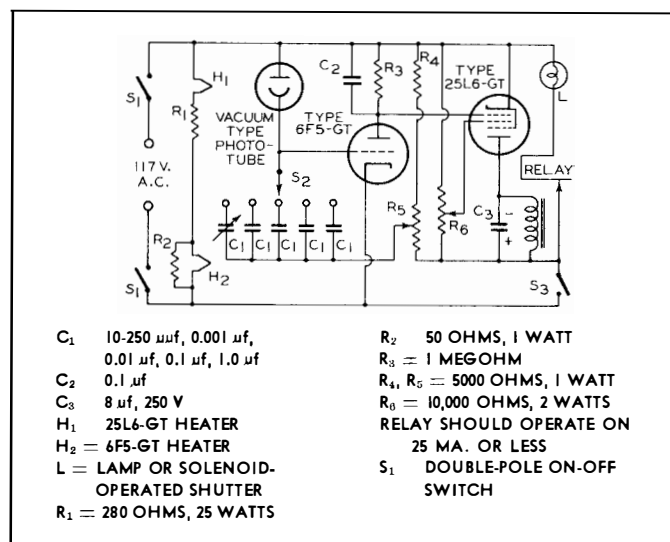 C2
R3
R4
TYPE
25L6-GT
H1
S1
R1
VACUUM
TYPE
PHOTO-
TUBE
TYPE
6F5-GT
L
117 V.
A.C.
S2
RELAY
R2
C1 C1 C1 C1 C1
R5
R6
C3
-
+
S1
H2
S3
C1 10-250 µµf, 0.001 µf,
0.01 µf, 0.1 µf, 1.0 µf
C2 0.1 µf
C3 8 µf, 250 V
H1 25L6-GT HEATER
H2 = 6F5-GT HEATER
L = LAMP OR SOLENOID-
OPERATED SHUTTER
R1 = 280 OHMS, 25 WATTS
R2 50 OHMS, 1 WATT
R3 = 1 MEGOHM
R4, R5 = 5000 OHMS, 1 WATT
R6 = 10,000 OHMS, 2 WATTS
RELAY SHOULD OPERATE ON
25 MA. OR LESS
S1 DOUBLE-POLE ON-OFF
SWITCH